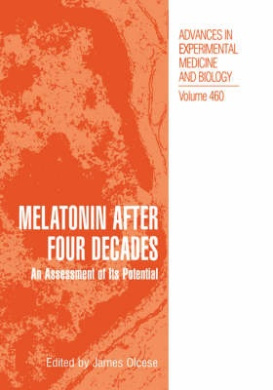 ADVANCES IN
EXPERIMENTAL
MEDICINE
AND BIOLOGY
Volume 460
MELATONIN AFTER
FOUR DECADES
An Assessment of Its Potential
Edited by James Olcese